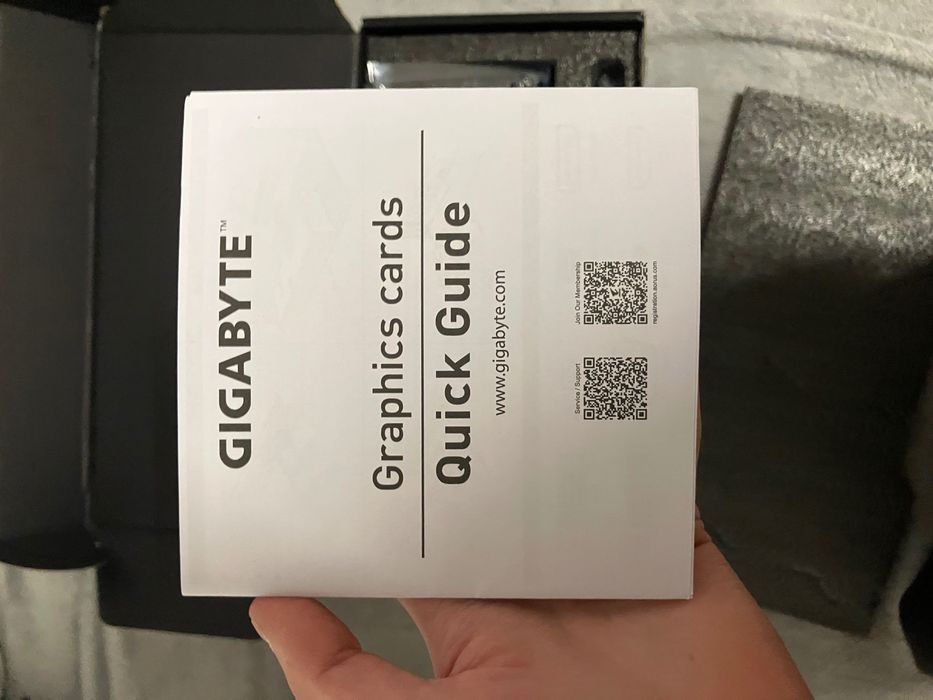 GIGABYTE™
Graphics cards
Quick Guide
www.gigabyte.com
Service / Support
Join Our Membership
registration.aorus.com